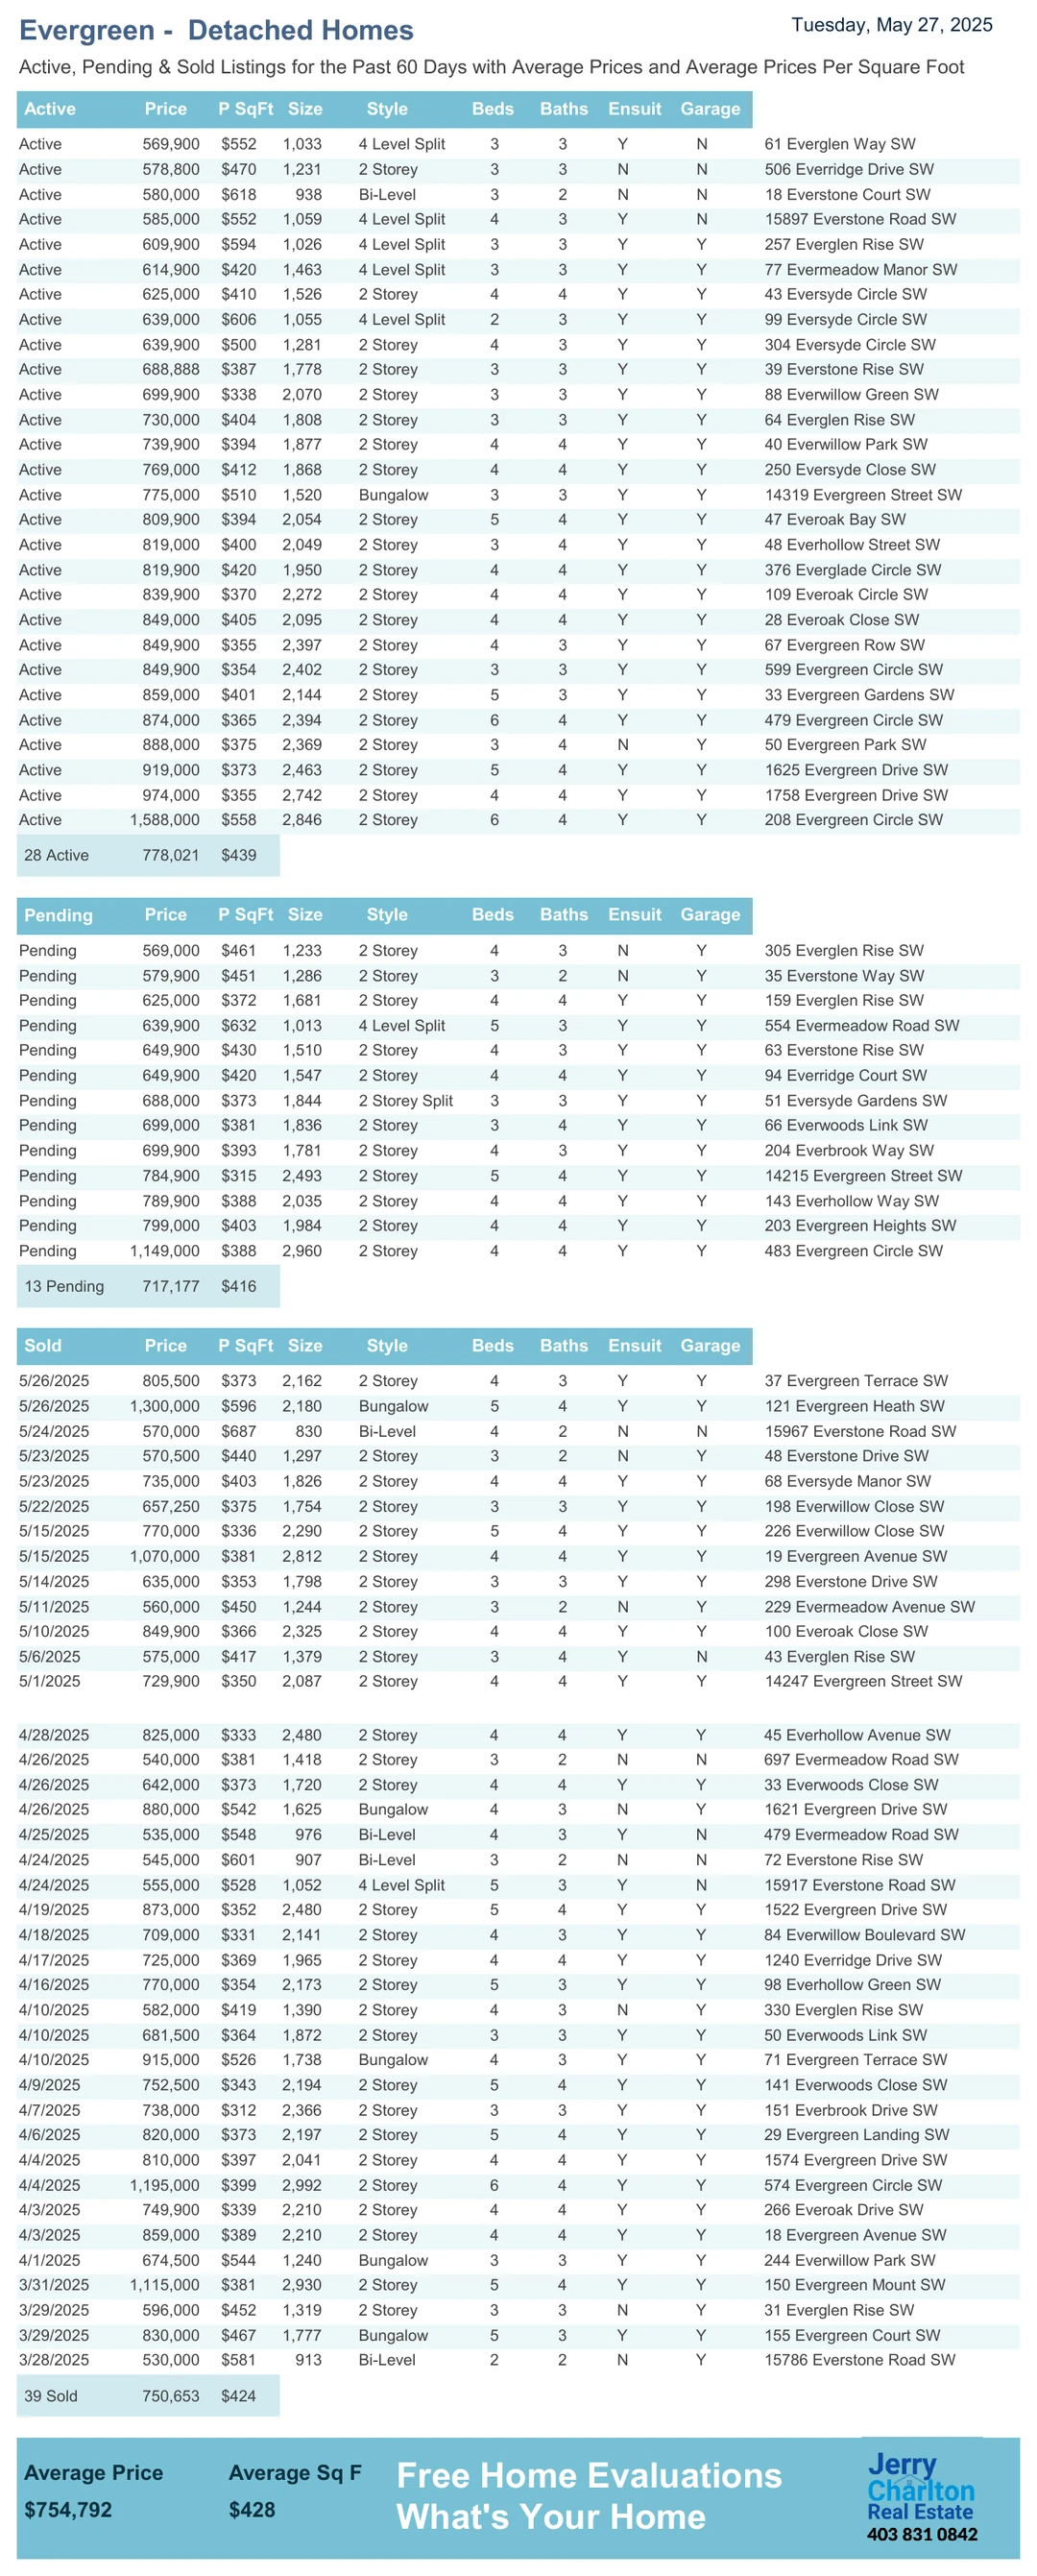 Evergreen - Detached Homes
Tuesday, May 27, 2025
Active, Pending & Sold Listings for the Past 60 Days with Average Prices and Average Prices Per Square Foot
Active Price P SqFt Size Style Beds Baths Ensuit Garage
Active 569,900 $552 1,033 4 Level Split 3 3 Y N 61 Everglen Way SW
Active 578,800 $470 1,231 2 Storey 3 3 N N 506 Everridge Drive SW
Active 580,000 $618 938 Bi-Level 3 2 N N 18 Everstone Court SW
Active 585,000 $552 1,059 4 Level Split 4 3 Y N 15897 Everstone Road SW
Active 609,900 $594 1,026 4 Level Split 3 3 Y Y 257 Everglen Rise SW
Active 614,900 $420 1,463 4 Level Split 3 3 Y Y 77 Evermeadow Manor SW
Active 625,000 $410 1,526 2 Storey 4 4 Y Y 43 Eversyde Circle SW
Active 639,000 $606 1,055 4 Level Split 2 3 Y Y 99 Eversyde Circle SW
Active 639,900 $500 1,281 2 Storey 4 3 Y Y 304 Eversyde Circle SW
Active 688,888 $387 1,778 2 Storey 3 3 Y Y 39 Everstone Rise SW
Active 699,900 $338 2,070 2 Storey 3 3 Y Y 88 Everwillow Green SW
Active 730,000 $404 1,808 2 Storey 3 3 Y Y 64 Everglen Rise SW
Active 739,900 $394 1,877 2 Storey 4 4 Y Y 40 Everwillow Park SW
Active 769,000 $412 1,868 2 Storey 4 4 Y Y 250 Eversyde Close SW
Active 775,000 $510 1,520 Bungalow 3 3 Y Y 14319 Evergreen Street SW
Active 809,900 $394 2,054 2 Storey 5 4 Y Y 47 Everoak Bay SW
Active 819,000 $400 2,049 2 Storey 3 4 Y Y 48 Everhollow Street SW
Active 819,900 $420 1,950 2 Storey 4 4 Y Y 376 Everglade Circle SW
Active 839,900 $370 2,272 2 Storey 4 4 Y Y 109 Everoak Circle SW
Active 849,000 $405 2,095 2 Storey 4 4 Y Y 28 Everoak Close SW
Active 849,900 $355 2,397 2 Storey 4 3 Y Y 67 Evergreen Row SW
Active 849,900 $354 2,402 2 Storey 3 3 Y Y 599 Evergreen Circle SW
Active 859,000 $401 2,144 2 Storey 5 3 Y Y 33 Evergreen Gardens SW
Active 874,000 $365 2,394 2 Storey 6 4 Y Y 479 Evergreen Circle SW
Active 888,000 $375 2,369 2 Storey 3 4 N Y 50 Evergreen Park SW
Active 919,000 $373 2,463 2 Storey 5 4 Y Y 1625 Evergreen Drive SW
Active 974,000 $355 2,742 2 Storey 4 4 Y Y 1758 Evergreen Drive SW
Active 1,588,000 $558 2,846 2 Storey 6 4 Y Y 208 Evergreen Circle SW
28 Active 778,021 $439
Pending Price P SqFt Size Style Beds Baths Ensuit Garage
Pending 569,000 $461 1,233 2 Storey 4 3 N Y 305 Everglen Rise SW
Pending 579,900 $451 1,286 2 Storey 3 2 N Y 35 Everstone Way SW
Pending 625,000 $372 1,681 2 Storey 4 4 Y Y 159 Everglen Rise SW
Pending 639,900 $632 1,013 4 Level Split 5 3 Y Y 554 Evermeadow Road SW
Pending 649,900 $430 1,510 2 Storey 4 3 Y Y 63 Everstone Rise SW
Pending 649,900 $420 1,547 2 Storey 4 4 Y Y 94 Everridge Court SW
Pending 688,000 $373 1,844 2 Storey Split 3 3 Y Y 51 Eversyde Gardens SW
Pending 699,000 $381 1,836 2 Storey 3 4 Y Y 66 Everwoods Link SW
Pending 699,900 $393 1,781 2 Storey 4 3 Y Y 204 Everbrook Way SW
Pending 784,900 $315 2,493 2 Storey 5 4 Y Y 14215 Evergreen Street SW
Pending 789,900 $388 2,035 2 Storey 4 4 Y Y 143 Everhollow Way SW
Pending 799,000 $403 1,984 2 Storey 4 4 Y Y 203 Evergreen Heights SW
Pending 1,149,000 $388 2,960 2 Storey 4 4 Y Y 483 Evergreen Circle SW
13 Pending 717,177 $416
Sold Price P SqFt Size Style Beds Baths Ensuit Garage
5/26/2025 805,500 $373 2,162 2 Storey 4 3 Y Y 37 Evergreen Terrace SW
5/26/2025 1,300,000 $596 2,180 Bungalow 5 4 Y Y 121 Evergreen Heath SW
5/24/2025 570,000 $687 830 Bi-Level 4 2 N N 15967 Everstone Road SW
5/23/2025 570,500 $440 1,297 2 Storey 3 2 N Y 48 Everstone Drive SW
5/23/2025 735,000 $403 1,826 2 Storey 4 4 Y Y 68 Eversyde Manor SW
5/22/2025 657,250 $375 1,754 2 Storey 3 3 Y Y 198 Everwillow Close SW
5/15/2025 770,000 $336 2,290 2 Storey 5 4 Y Y 226 Everwillow Close SW
5/15/2025 1,070,000 $381 2,812 2 Storey 4 4 Y Y 19 Evergreen Avenue SW
5/14/2025 635,000 $353 1,798 2 Storey 3 3 Y Y 298 Everstone Drive SW
5/11/2025 560,000 $450 1,244 2 Storey 3 2 N Y 229 Evermeadow Avenue SW
5/10/2025 849,900 $366 2,325 2 Storey 4 4 Y Y 100 Everoak Close SW
5/6/2025 575,000 $417 1,379 2 Storey 3 4 Y N 43 Everglen Rise SW
5/1/2025 729,900 $350 2,087 2 Storey 4 4 Y Y 14247 Evergreen Street SW
4/28/2025 825,000 $333 2,480 2 Storey 4 4 Y Y 45 Everhollow Avenue SW
4/26/2025 540,000 $381 1,418 2 Storey 3 2 N N 697 Evermeadow Road SW
4/26/2025 642,000 $373 1,720 2 Storey 4 4 Y Y 33 Everwoods Close SW
4/26/2025 880,000 $542 1,625 Bungalow 4 3 N Y 1621 Evergreen Drive SW
4/25/2025 535,000 $548 976 Bi-Level 4 3 Y N 479 Evermeadow Road SW
4/24/2025 545,000 $601 907 Bi-Level 3 2 N N 72 Everstone Rise SW
4/24/2025 555,000 $528 1,052 4 Level Split 5 3 Y N 15917 Everstone Road SW
4/19/2025 873,000 $352 2,480 2 Storey 5 4 Y Y 1522 Evergreen Drive SW
4/18/2025 709,000 $331 2,141 2 Storey 4 3 Y Y 84 Everwillow Boulevard SW
4/17/2025 725,000 $369 1,965 2 Storey 4 4 Y Y 1240 Everridge Drive SW
4/16/2025 770,000 $354 2,173 2 Storey 5 3 Y Y 98 Everhollow Green SW
4/10/2025 582,000 $419 1,390 2 Storey 4 3 N Y 330 Everglen Rise SW
4/10/2025 681,500 $364 1,872 2 Storey 3 3 Y Y 50 Everwoods Link SW
4/10/2025 915,000 $526 1,738 Bungalow 4 3 Y Y 71 Evergreen Terrace SW
4/9/2025 752,500 $343 2,194 2 Storey 5 4 Y Y 141 Everwoods Close SW
4/7/2025 738,000 $312 2,366 2 Storey 3 3 Y Y 151 Everbrook Drive SW
4/6/2025 820,000 $373 2,197 2 Storey 5 4 Y Y 29 Evergreen Landing SW
4/4/2025 810,000 $397 2,041 2 Storey 4 4 Y Y 1574 Evergreen Drive SW
4/4/2025 1,195,000 $399 2,992 2 Storey 6 4 Y Y 574 Evergreen Circle SW
4/3/2025 749,900 $339 2,210 2 Storey 4 4 Y Y 266 Everoak Drive SW
4/3/2025 859,000 $389 2,210 2 Storey 4 4 Y Y 18 Evergreen Avenue SW
4/1/2025 674,500 $544 1,240 Bungalow 3 3 Y Y 244 Everwillow Park SW
3/31/2025 1,115,000 $381 2,930 2 Storey 5 4 Y Y 150 Evergreen Mount SW
3/29/2025 596,000 $452 1,319 2 Storey 3 3 N Y 31 Everglen Rise SW
3/29/2025 830,000 $467 1,777 Bungalow 5 3 Y Y 155 Evergreen Court SW
3/28/2025 530,000 $581 913 Bi-Level 2 2 N Y 15786 Everstone Road SW
39 Sold 750,653 $424
Average Price Average Sq F
$754,792 $428
Free Home Evaluations
What's Your Home
Jerry
Charlton
Real Estate
403 831 0842